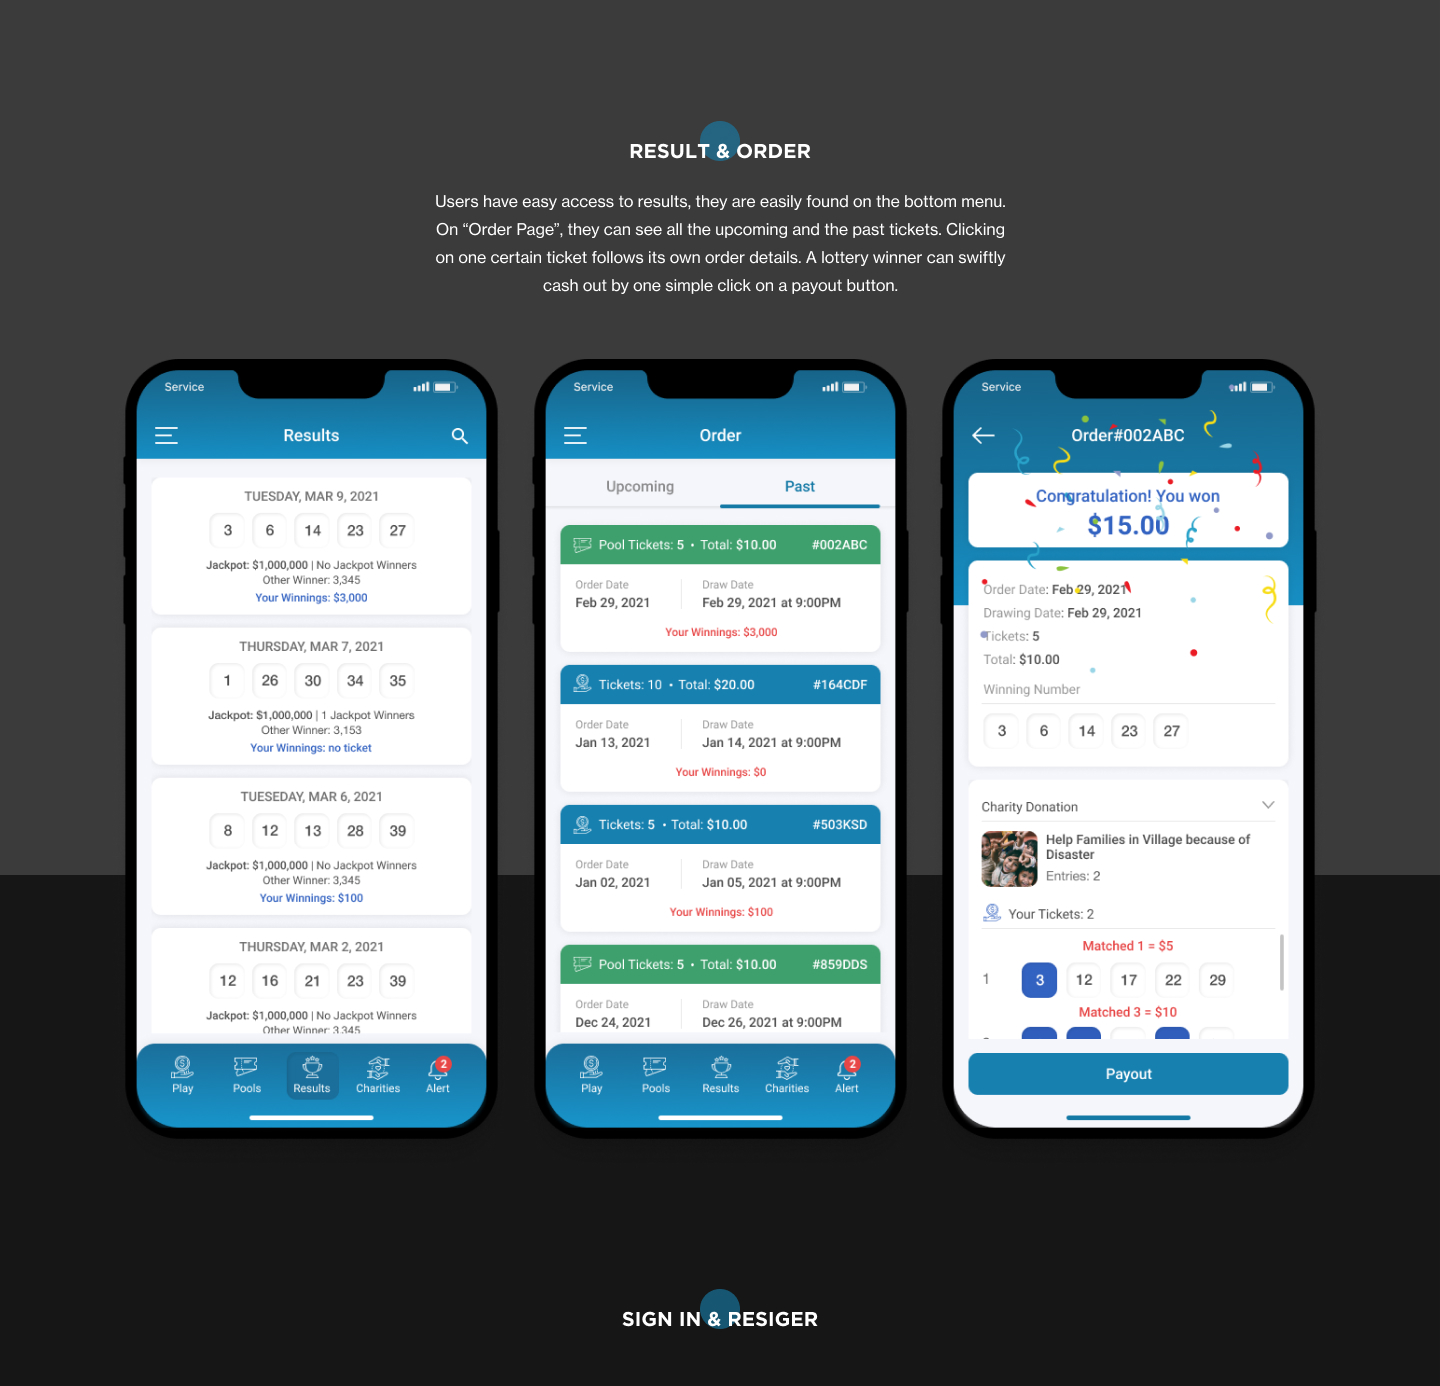 RESULT & ORDER
Users have easy access to results, they are easily found on the bottom menu.
On “Order Page”, they can see all the upcoming and the past tickets. Clicking
on one certain ticket follows its own order details. A lottery winner can swiftly
cash out by one simple click on a payout button.
Service
Results
TUESDAY, MAR 9, 2021
3 6 14 23 27
Jackpot: $1,000,000 | No Jackpot Winners
Other Winner: 3,345
Your Winnings: $3,000
THURSDAY, MAR 7, 2021
1 26 30 34 35
Jackpot: $1,000,000 | 1 Jackpot Winners
Other Winner: 3,153
Your Winnings: no ticket
TUESEDAY, MAR 6, 2021
8 12 13 28 39
Jackpot: $1,000,000 | No Jackpot Winners
Other Winner: 3,345
Your Winnings: $100
THURSDAY, MAR 2, 2021
12 16 21 23 39
Jackpot: $1,000,000 | No Jackpot Winners
Other Winner: 3,345
Play Pools Results Charities Alert 2
Service
Order
Upcoming Past
Pool Tickets: 5 • Total: $10.00 #002ABC
Order Date Draw Date
Feb 29, 2021 Feb 29, 2021 at 9:00PM
Your Winnings: $3,000
Tickets: 10 • Total: $20.00 #164CDF
Order Date Draw Date
Jan 13, 2021 Jan 14, 2021 at 9:00PM
Your Winnings: $0
Tickets: 5 • Total: $10.00 #503KSD
Order Date Draw Date
Jan 02, 2021 Jan 05, 2021 at 9:00PM
Your Winnings: $100
Pool Tickets: 5 • Total: $10.00 #859DDS
Order Date Draw Date
Dec 24, 2021 Dec 26, 2021 at 9:00PM
Play Pools Results Charities Alert 2
Service
Order#002ABC
Congratulation! You won
$15.00
Order Date: Feb 29, 2021
Drawing Date: Feb 29, 2021
Tickets: 5
Total: $10.00
Winning Number
3 6 14 23 27
Charity Donation
Help Families in Village because of
Disaster
Entries: 2
Your Tickets: 2
Matched 1 = $5
1 3 12 17 22 29
Matched 3 = $10
Payout
SIGN IN & RESIGER